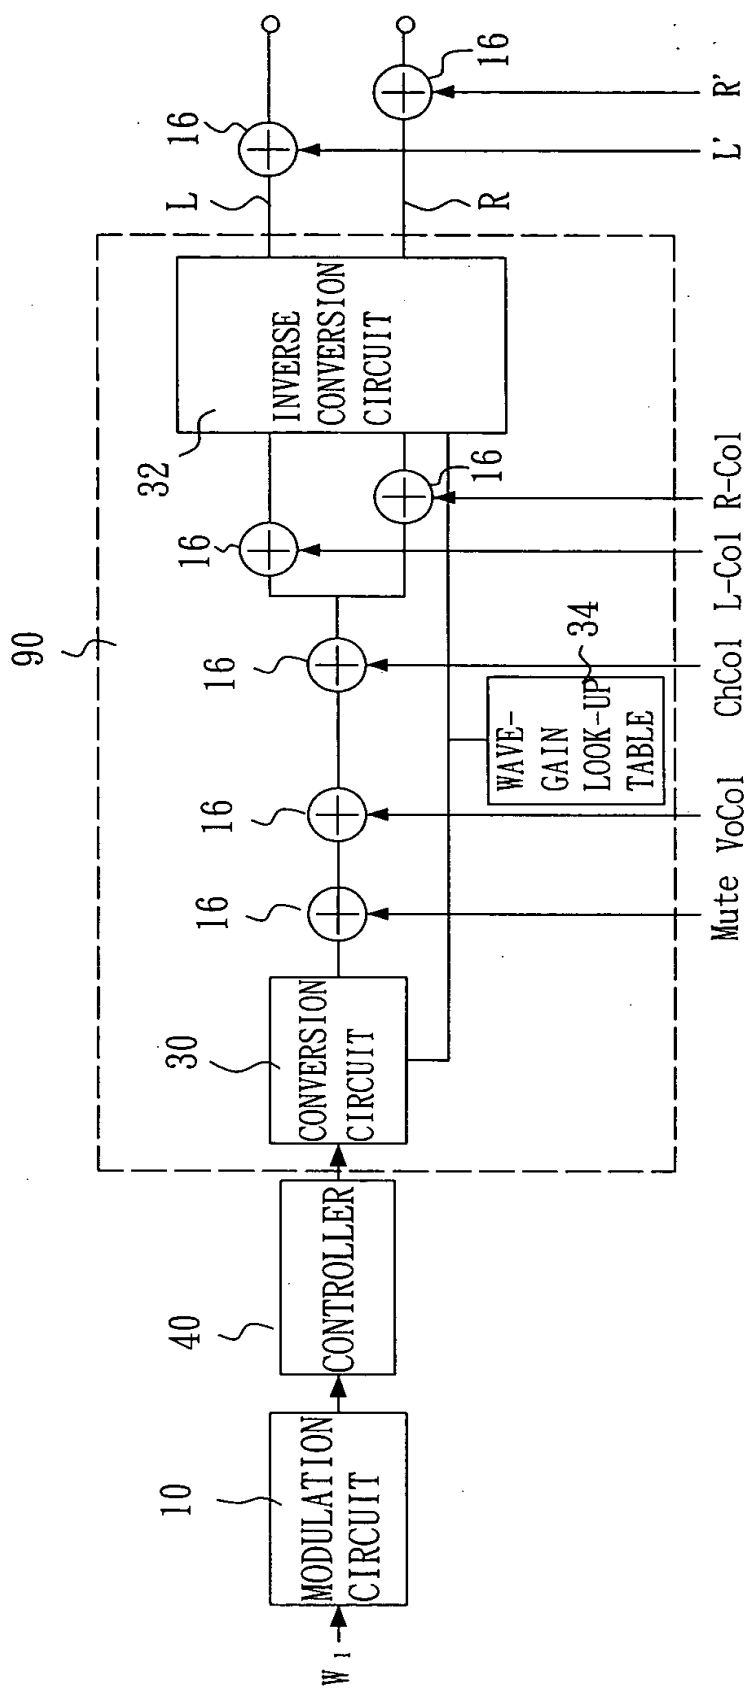 W1
MODULATION
CIRCUIT
10
CONTROLLER
40
90
CONVERSION
CIRCUIT
30
16
16
16
16
16
WAVE-
GAIN
LOOK-UP
TABLE
34
INVERSE
CONVERSION
CIRCUIT
32
L
R
16
16
Mute
VoCol
ChCol
L-Col
R-Col
L'
R'